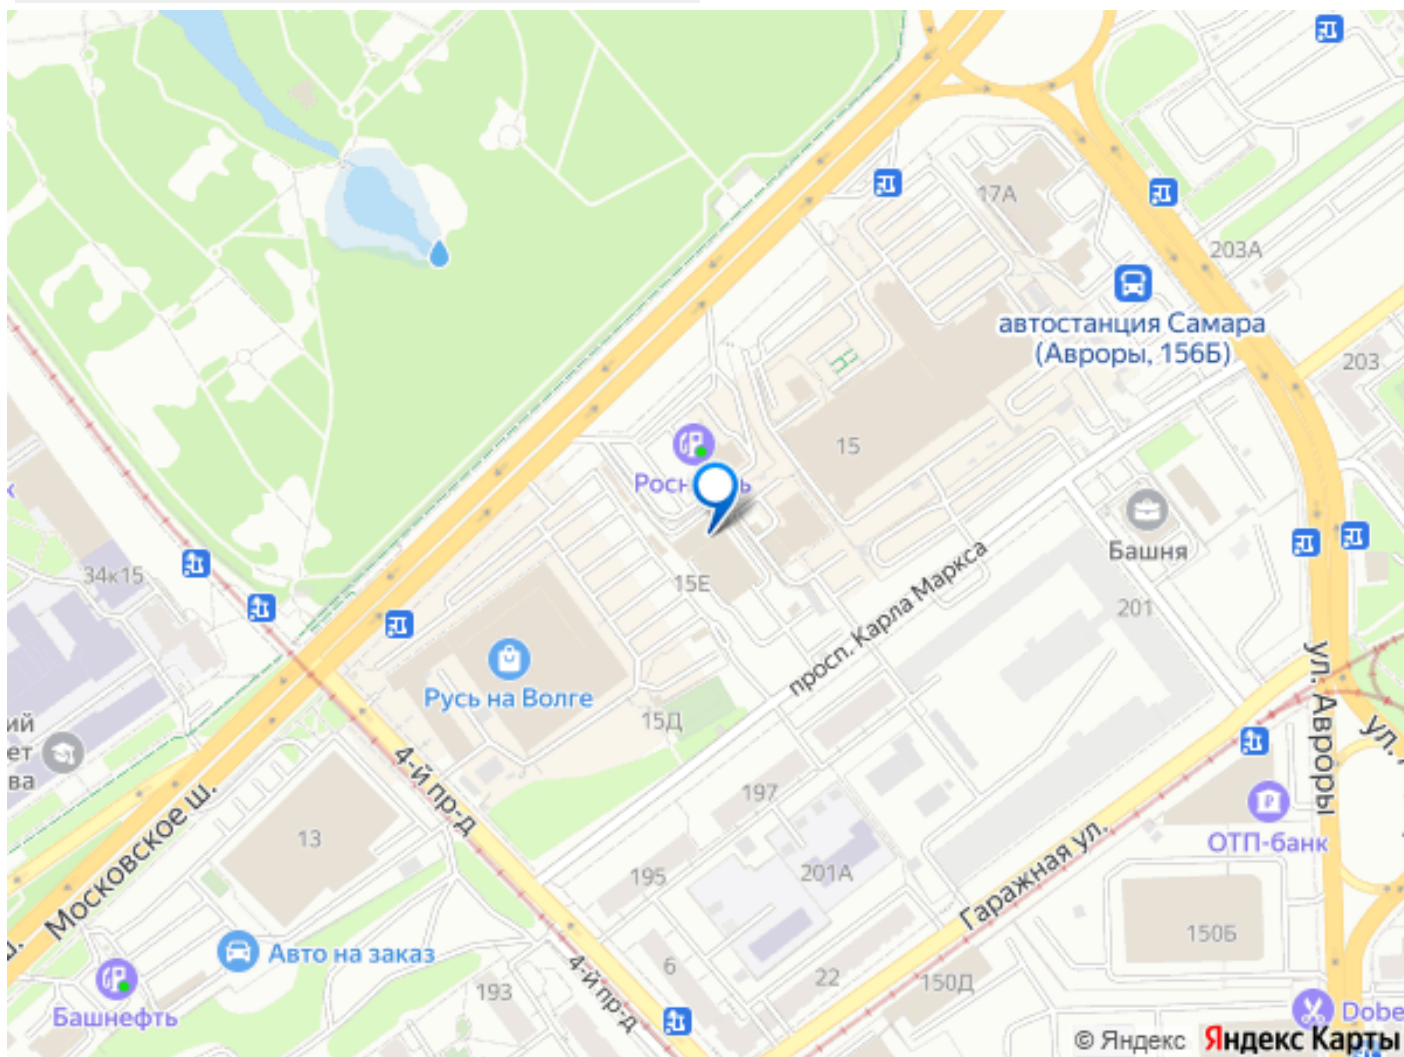 17А
203А
автостанция Самара
(Авроры, 156Б)
203
15
Роснефть
Башня
201
просп. Карла Маркса
34к15
15Е
Русь на Волге
15Д
ул. Авроры
ул.
4-й пр-д
Московское ш.
13
197
195
201А
ОТП-банк
Гаражная ул.
150Б
Авто на заказ
Башнефть
193
4-й пр-д
6
22
150Д
ш.
© Яндекс Яндекс Карты